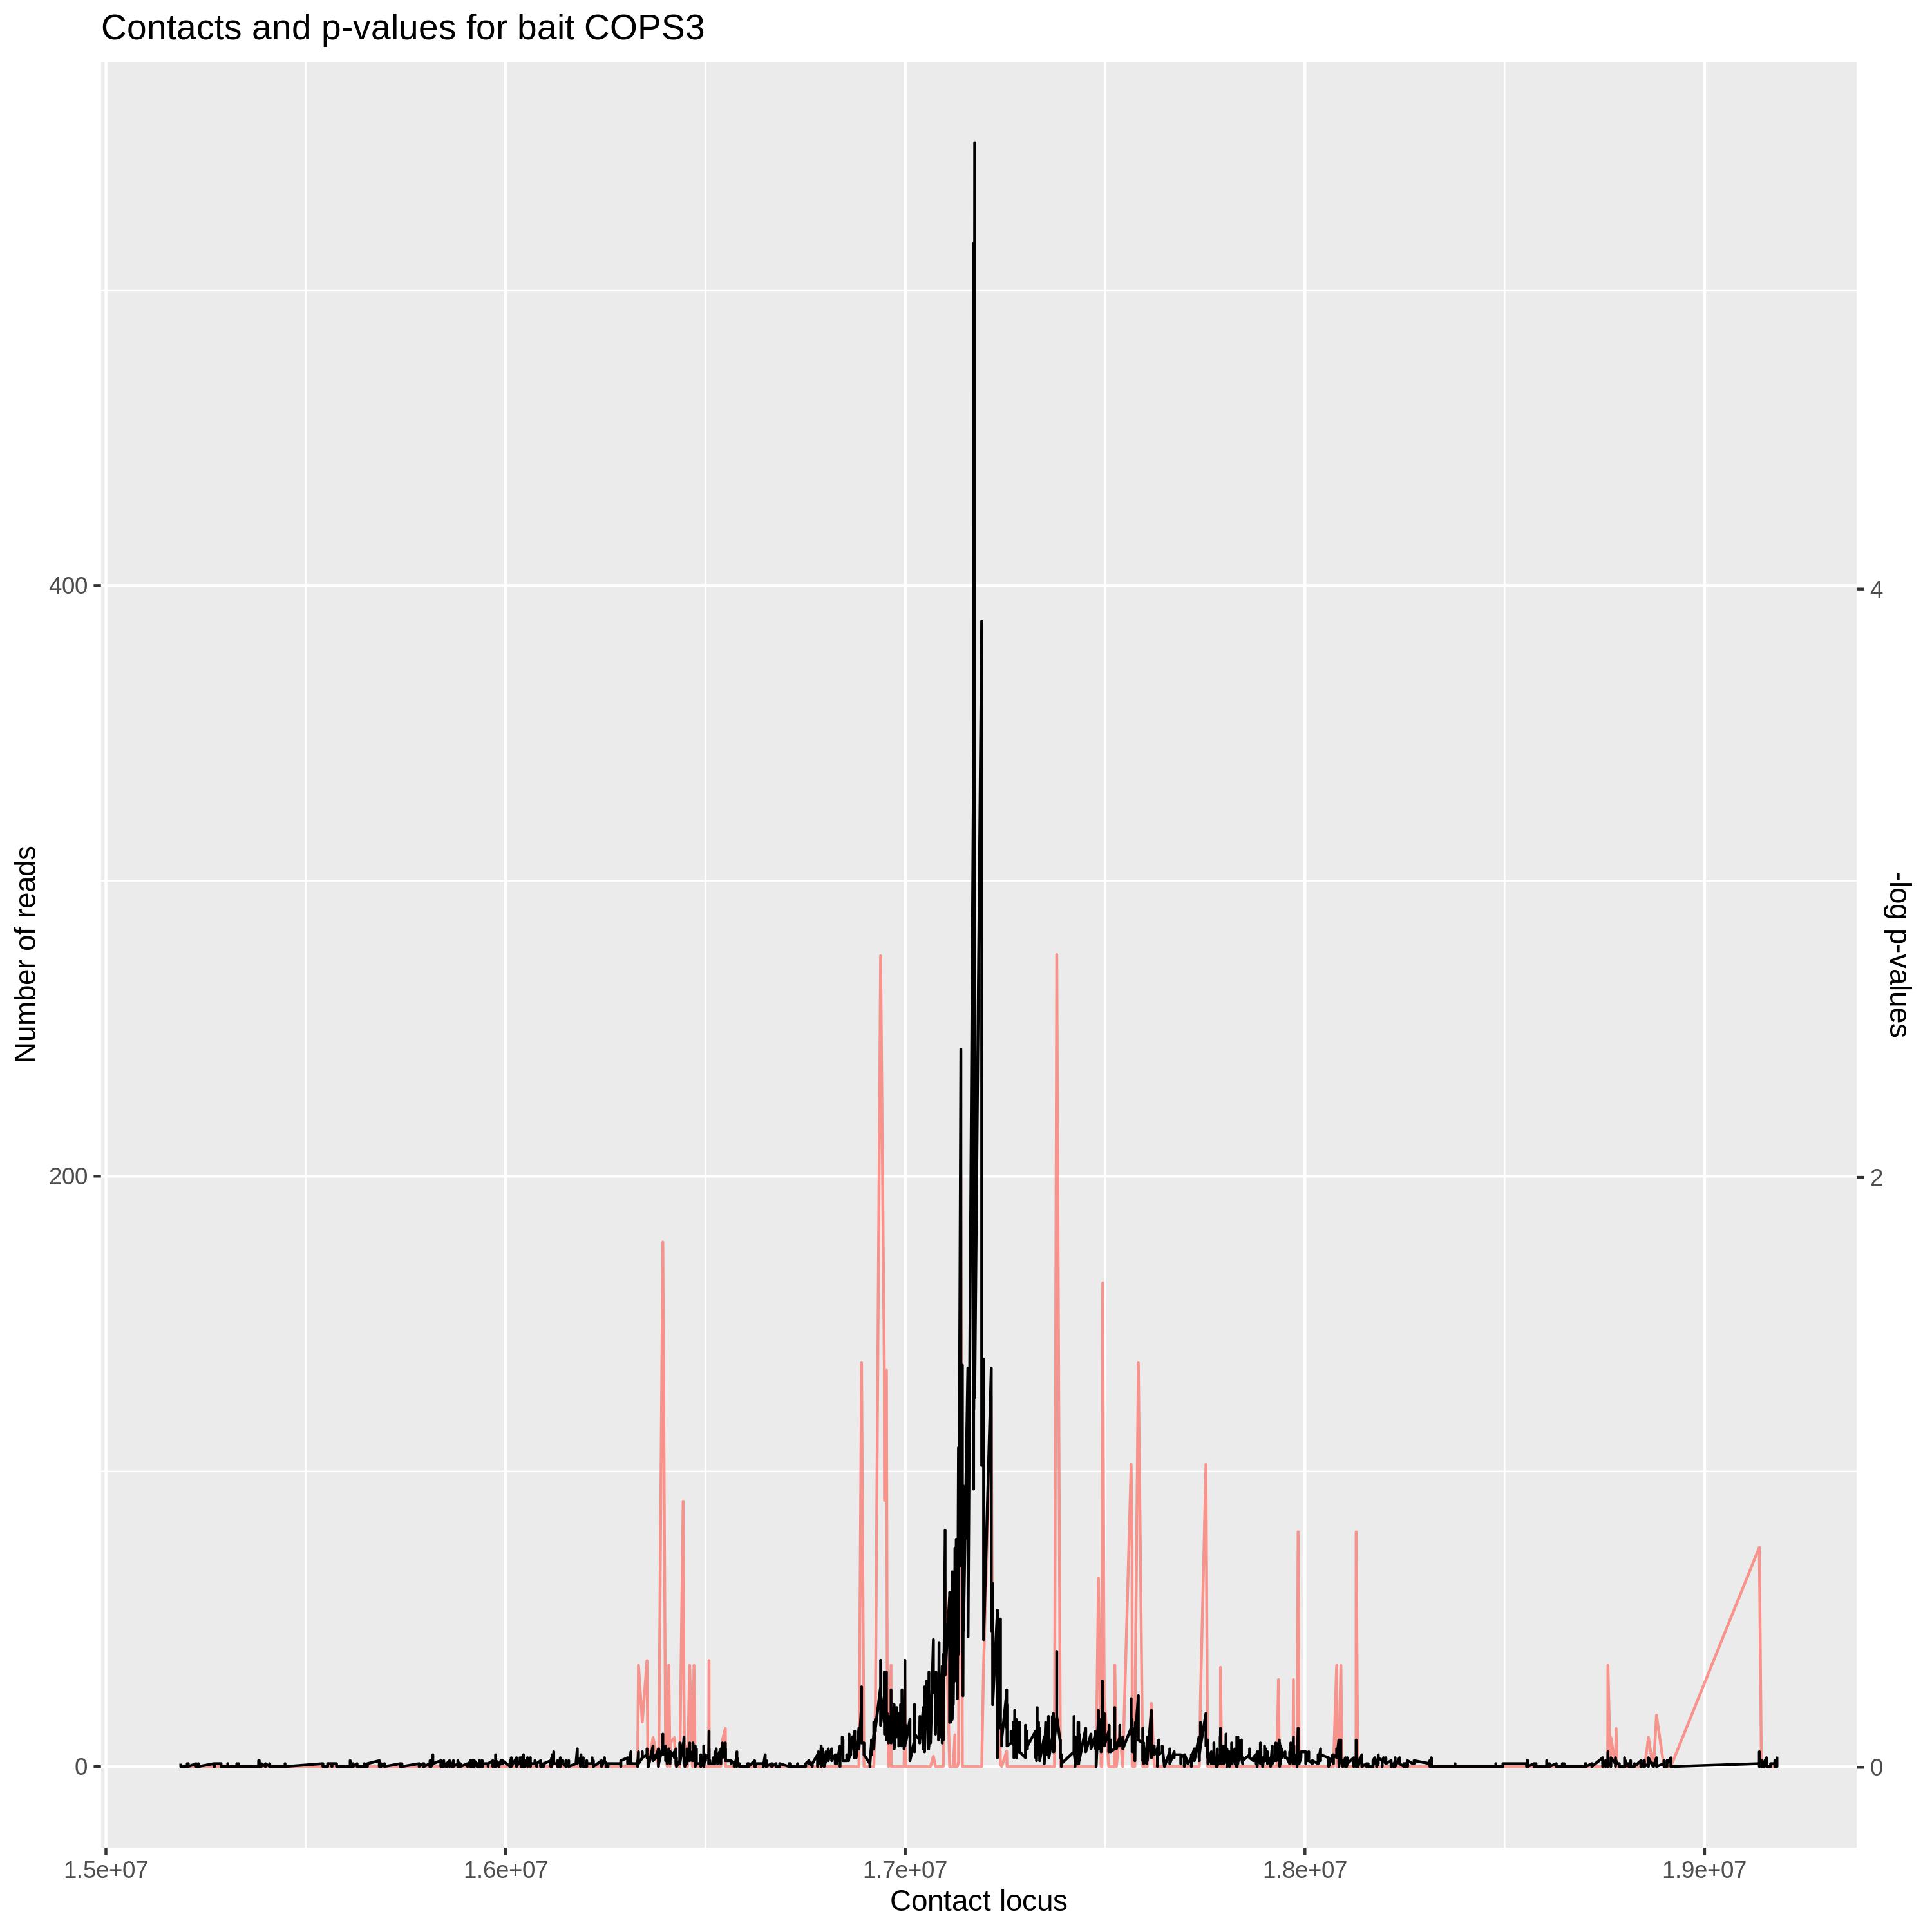 Contacts and p-values for bait COPS3
400
200
0
Number of reads
4
2
0
-log p-values
1.5e+07
1.6e+07
1.7e+07
1.8e+07
1.9e+07
Contact locus